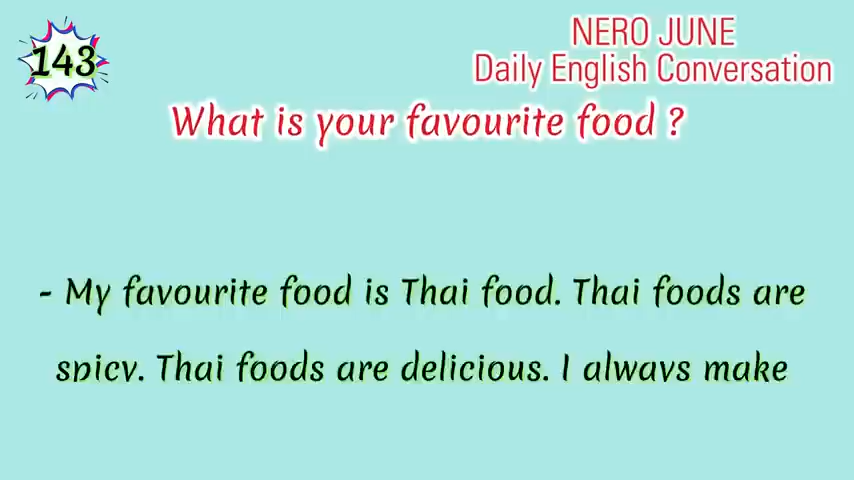 143
NERO JUNE
Daily English Conversation
What is your favourite food ?
- My favourite food is Thai food. Thai foods are
spicy. Thai foods are delicious. I always make